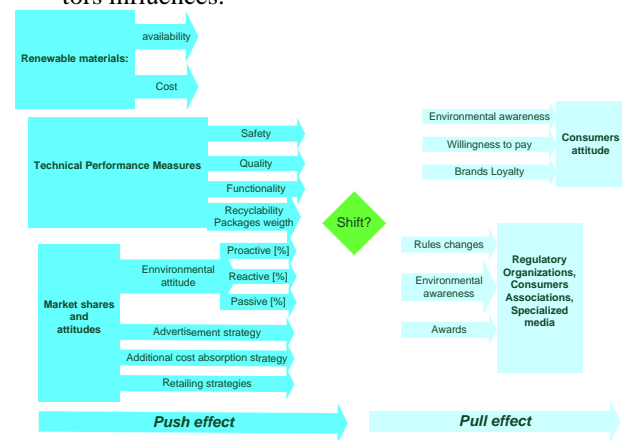 tors influences.
Renewable materials:
availability
Cost
Technical Performance Measures
Safety
Quality
Functionality
Recyclability
Packages weigth
Market shares
and
attitudes
Ennvironmental
attitude
Proactive [%]
Reactive [%]
Passive [%]
Advertisement strategy
Additional cost absorption strategy
Retailing strategies
Push effect
Shift?
Environmental awareness
Willingness to pay
Brands Loyalty
Consumers
attitude
Rules changes
Environmental
awareness
Awards
Regulatory
Organizations,
Consumers
Associations,
Specialized
media
Pull effect